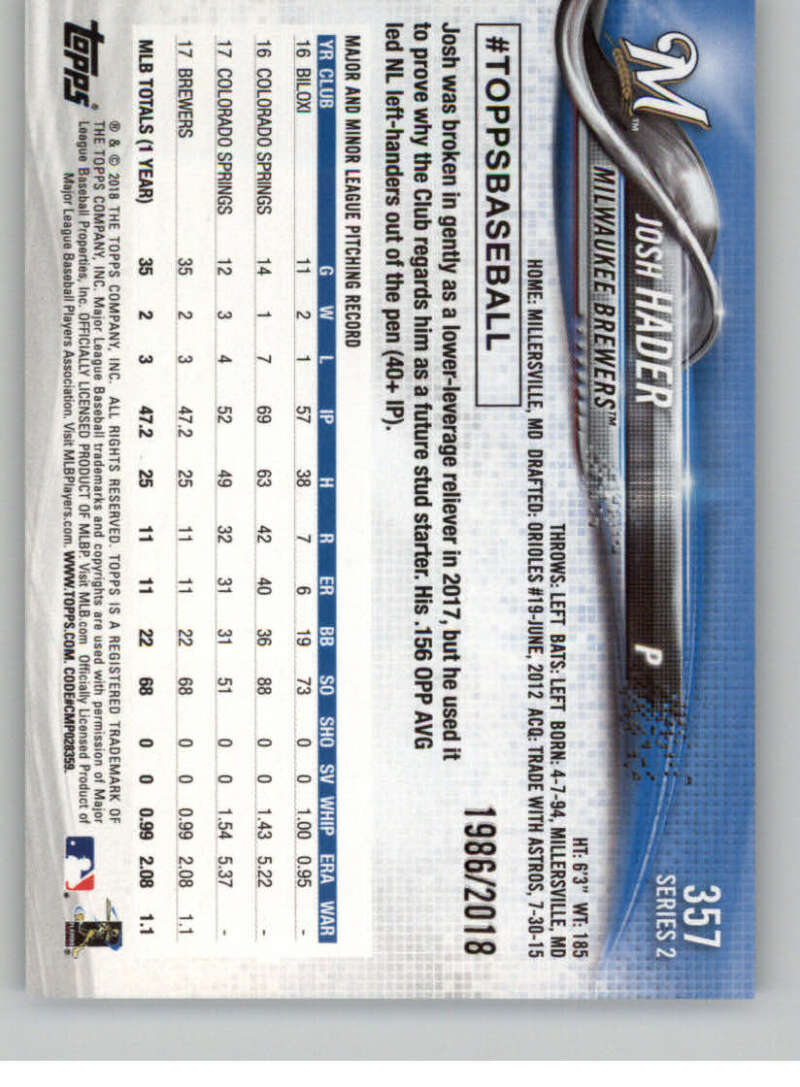 357
SERIES 2
M™
JOSH HADER P
MILWAUKEE BREWERS™
HT: 6'3" WT: 185
THROWS: LEFT BATS: LEFT BORN: 4-7-94, MILLERSVILLE, MD
HOME: MILLERSVILLE, MD DRAFTED: ORIOLES #19-JUNE, 2012 ACQ: TRADE WITH ASTROS, 7-30-15
#TOPPSBASEBALL
1986/2018
Josh was broken in gently as a lower-leverage reliever in 2017, but he used it
to prove why the Club regards him as a future stud starter. His .156 OPP AVG
led NL left-handers out of the pen (40+ IP).
MAJOR AND MINOR LEAGUE PITCHING RECORD
YR CLUB G W L IP H R ER BB SO SHO SV WHIP ERA WAR
16 BILOXI 11 2 1 57 38 7 6 19 73 0 0 1.00 0.95 -
16 COLORADO SPRINGS 14 1 7 69 63 42 40 36 88 0 0 1.43 5.22 -
17 COLORADO SPRINGS 12 3 4 52 49 32 31 31 51 0 0 1.54 5.37 -
17 BREWERS 35 2 3 47.2 25 11 11 22 68 0 0 0.99 2.08 1.1
MLB TOTALS (1 YEAR) 35 2 3 47.2 25 11 11 22 68 0 0 0.99 2.08 1.1
topps®
® & © 2018 THE TOPPS COMPANY, INC. ALL RIGHTS RESERVED. TOPPS IS A REGISTERED TRADEMARK OF
THE TOPPS COMPANY, INC. Major League Baseball trademarks and copyrights are used with permission of Major
League Baseball Properties, Inc. OFFICIALLY LICENSED PRODUCT OF MLBP. Visit MLB.com Officially Licensed Product of
Major League Baseball Players Association. Visit MLBPlayers.com. WWW.TOPPS.COM. CODE#CMP028359.